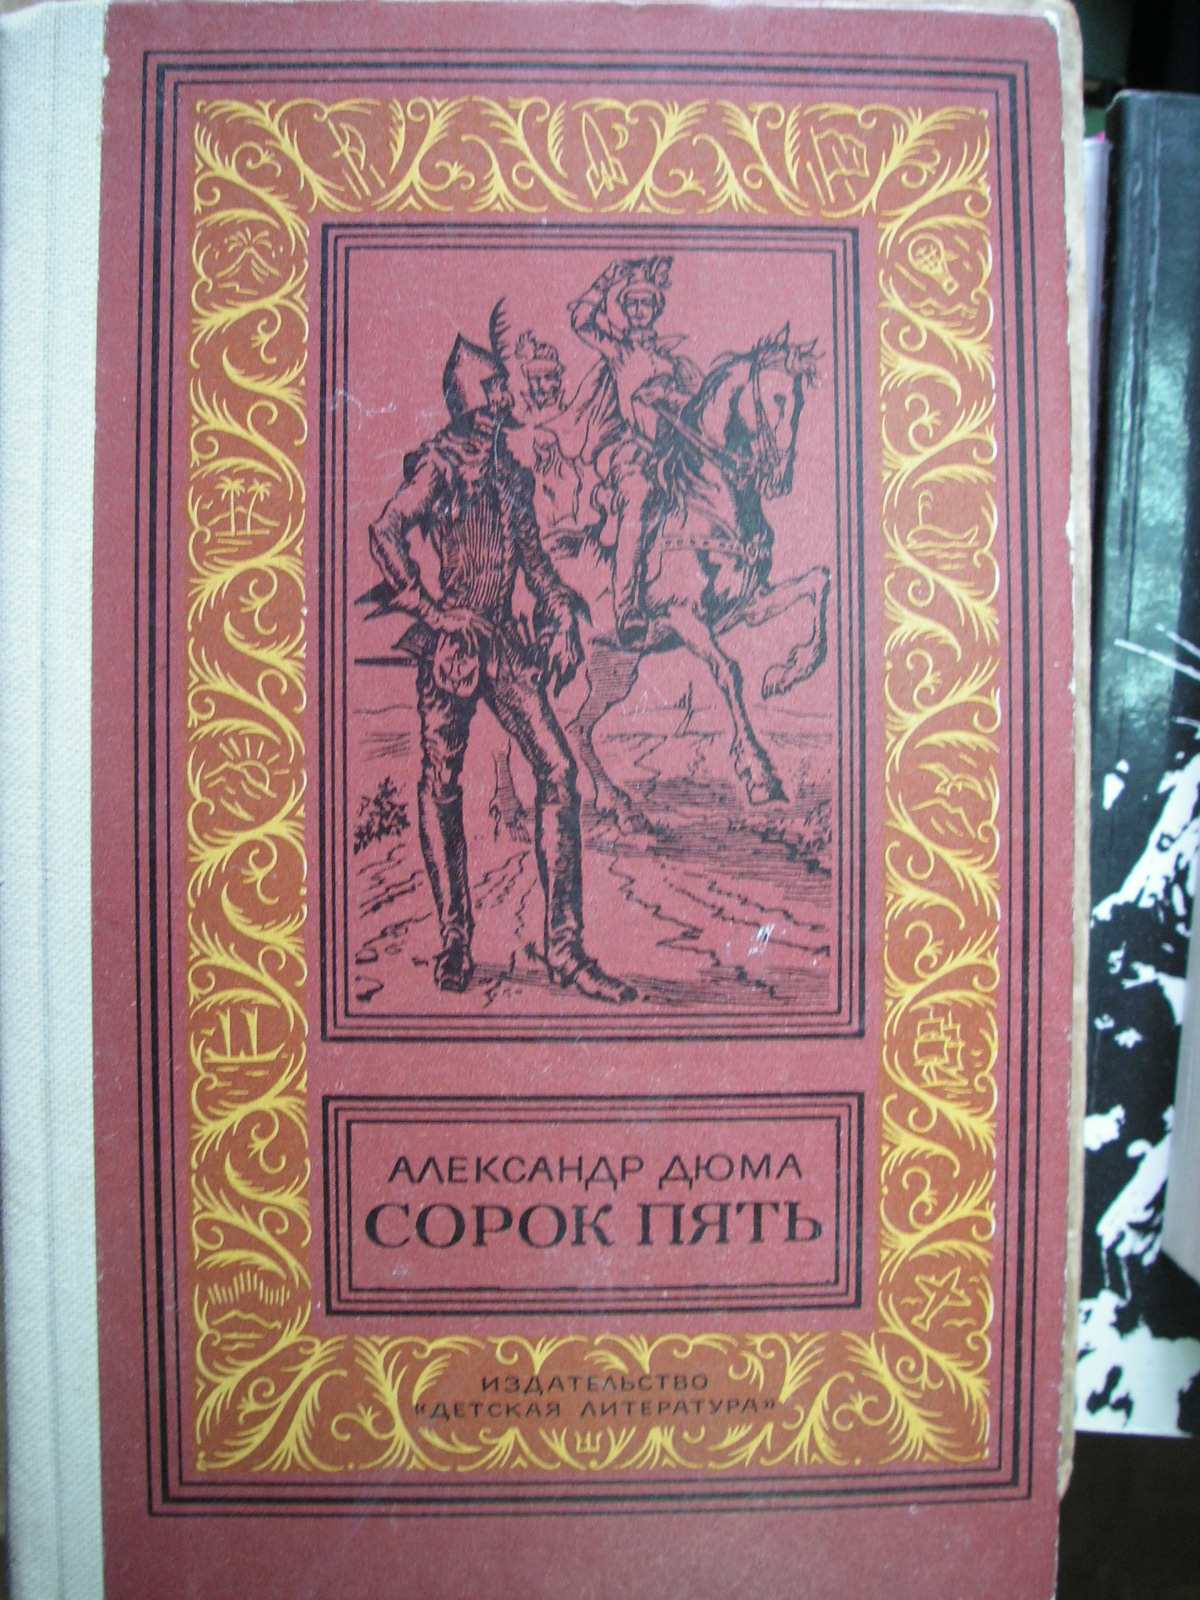 АЛЕКСАНДР ДЮМА
СОРОК ПЯТЬ
ИЗДАТЕЛЬСТВО
«ДЕТСКАЯ ЛИТЕРАТУРА»